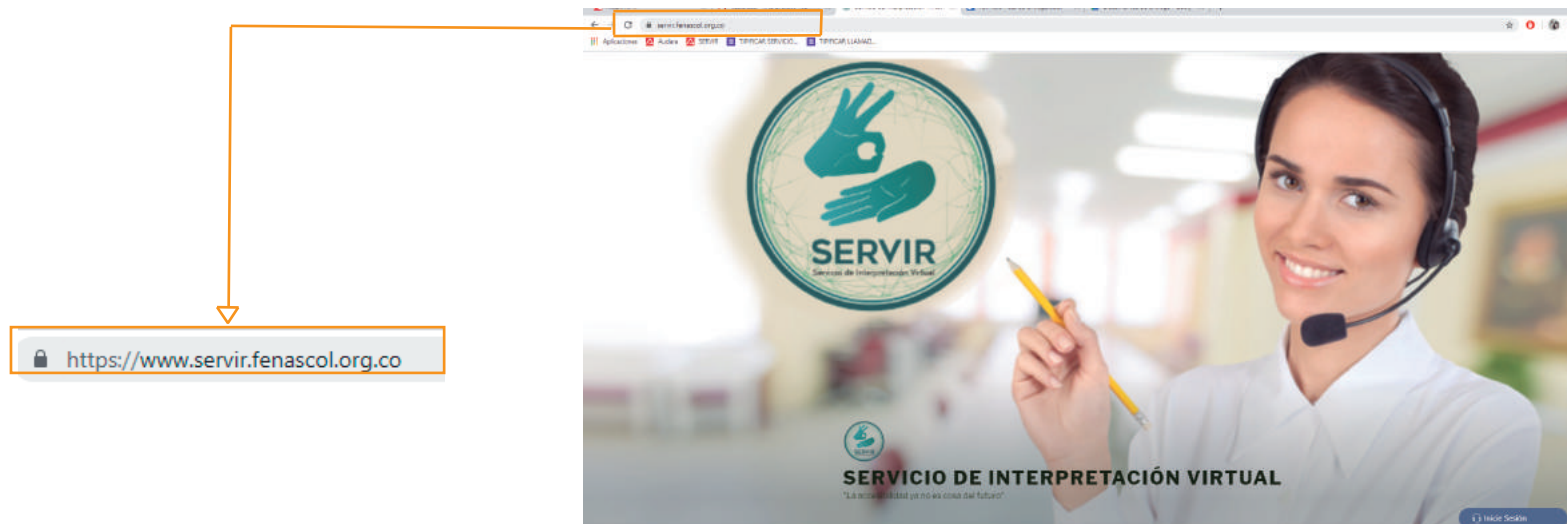 servir.fenascol.org.co
Aplicaciones Audara SERVIR TIPIFICAR SERVICIO... TIPIFICAR LLAMAD...
SERVIR
Servicio de Interpretación Virtual
https://www.servir.fenascol.org.co
SERVIR
SERVICIO DE INTERPRETACIÓN VIRTUAL
"La accesibilidad ya no es cosa del futuro"
Inicie Sesión